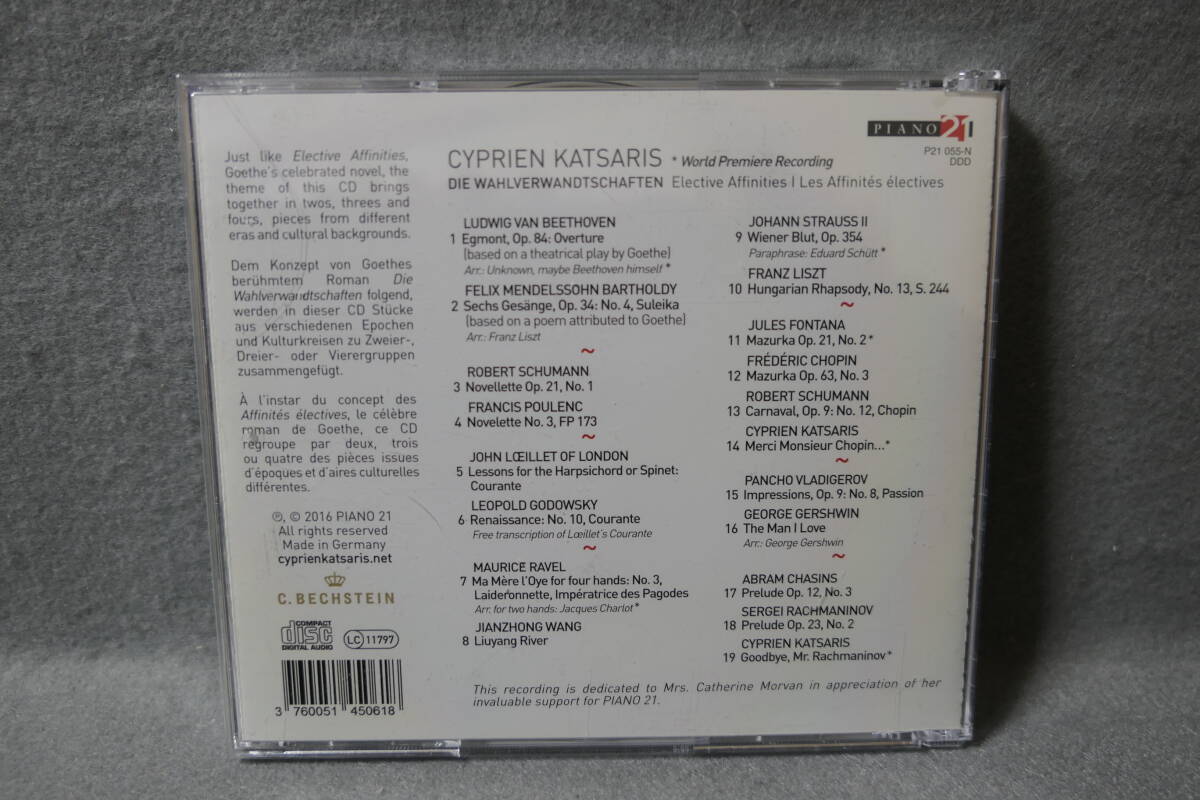 Just like Elective Affinities,
Goethe's celebrated novel, the
theme of this CD brings
together in twos, threes and
fours, pieces from different
eras and cultural backgrounds.
Dem Konzept von Goethes
berühmtem Roman Die
Wahlverwandtschaften folgend,
werden in dieser CD Stücke
aus verschiedenen Epochen
und Kulturkreisen zu Zweier-,
Dreier- oder Vierergruppen
zusammengefügt.
À l'instar du concept des
Affinités électives, le célèbre
roman de Goethe, ce CD
regroupe par deux, trois
ou quatre des pièces issues
d'époques et d'aires culturelles
différentes.
℗, © 2016 PIANO 21
All rights reserved
Made in Germany
cyprienkatsaris.net
C. BECHSTEIN
COMPACT
disc
DIGITAL AUDIO
LC 11797
3 760051 450618
PIANO 21
P21 055-N
DDD
CYPRIEN KATSARIS * World Premiere Recording
DIE WAHLVERWANDTSCHAFTEN Elective Affinities | Les Affinités électives
LUDWIG VAN BEETHOVEN
1 Egmont, Op. 84: Overture
(based on a theatrical play by Goethe)
Arr.: Unknown, maybe Beethoven himself *
FELIX MENDELSSOHN BARTHOLDY
2 Sechs Gesänge, Op. 34: No. 4, Suleika
(based on a poem attributed to Goethe)
Arr.: Franz Liszt
~
ROBERT SCHUMANN
3 Novellette Op. 21, No. 1
FRANCIS POULENC
4 Novelette No. 3, FP 173
~
JOHN LŒILLET OF LONDON
5 Lessons for the Harpsichord or Spinet:
Courante
LEOPOLD GODOWSKY
6 Renaissance: No. 10, Courante
Free transcription of Lœillet's Courante
~
MAURICE RAVEL
7 Ma Mère l'Oye for four hands: No. 3,
Laideronnette, Impératrice des Pagodes
Arr. for two hands: Jacques Charlot *
JIANZHONG WANG
8 Liuyang River
JOHANN STRAUSS II
9 Wiener Blut, Op. 354
Paraphrase: Eduard Schütt *
FRANZ LISZT
10 Hungarian Rhapsody, No. 13, S. 244
~
JULES FONTANA
11 Mazurka Op. 21, No. 2 *
FRÉDÉRIC CHOPIN
12 Mazurka Op. 63, No. 3
ROBERT SCHUMANN
13 Carnaval, Op. 9: No. 12, Chopin
CYPRIEN KATSARIS
14 Merci Monsieur Chopin... *
~
PANCHO VLADIGEROV
15 Impressions, Op. 9: No. 8, Passion
GEORGE GERSHWIN
16 The Man I Love
Arr.: George Gershwin
~
ABRAM CHASINS
17 Prelude Op. 12, No. 3
SERGEI RACHMANINOV
18 Prelude Op. 23, No. 2
CYPRIEN KATSARIS
19 Goodbye, Mr. Rachmaninov *
This recording is dedicated to Mrs. Catherine Morvan in appreciation of her
invaluable support for PIANO 21.